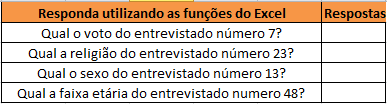 Responda utilizando as funções do Excel Respostas
Qual o voto do entrevistado número 7?
Qual a religião do entrevistado número 23?
Qual o sexo do entrevistado número 13?
Qual a faixa etária do entrevistado numero 48?